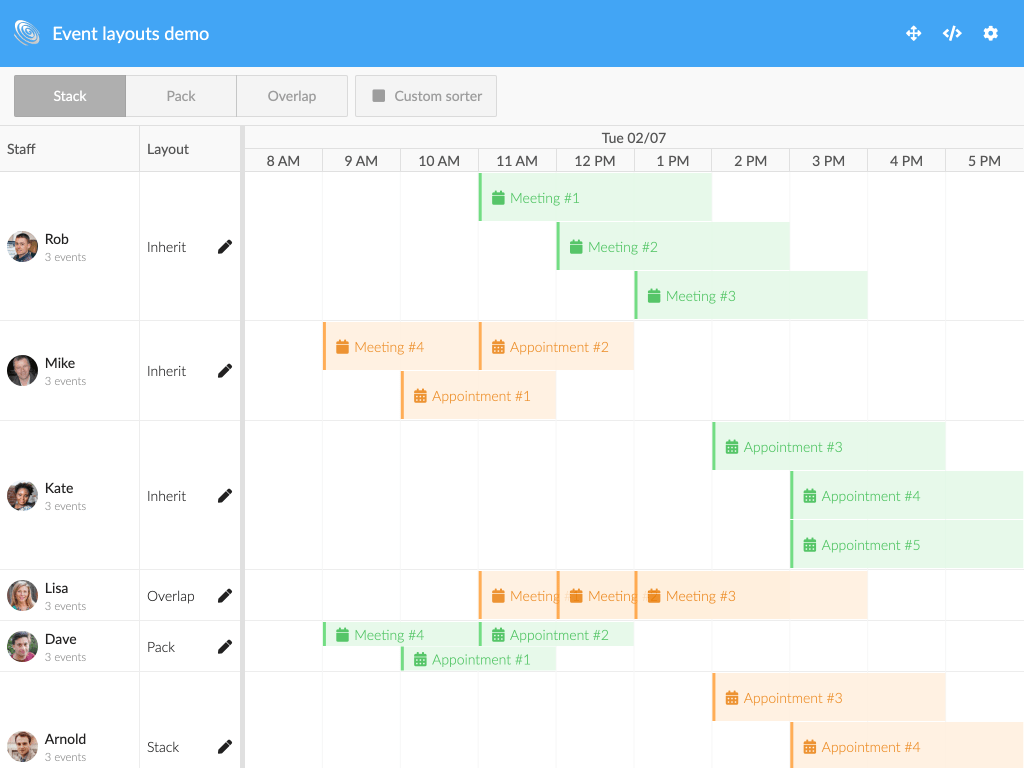 Event layouts demo
Stack
Pack
Overlap
Custom sorter
Staff
Layout
Tue 02/07
8 AM
9 AM
10 AM
11 AM
12 PM
1 PM
2 PM
3 PM
4 PM
5 PM
Rob
3 events
Inherit
Meeting #1
Meeting #2
Meeting #3
Mike
3 events
Inherit
Meeting #4
Appointment #2
Appointment #1
Kate
3 events
Inherit
Appointment #3
Appointment #4
Appointment #5
Lisa
3 events
Overlap
Meeting
Meeting
Meeting #3
Dave
3 events
Pack
Meeting #4
Appointment #2
Appointment #1
Arnold
3 events
Stack
Appointment #3
Appointment #4